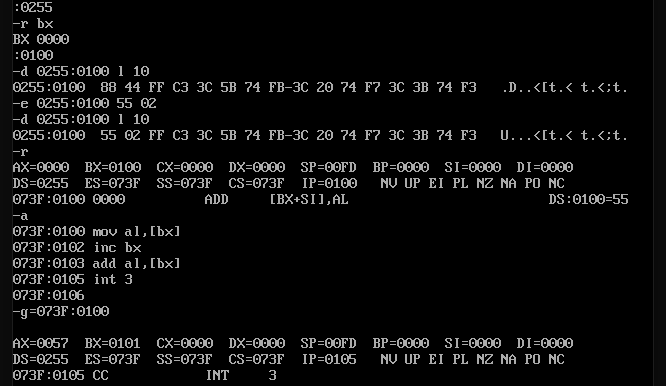 :0255
-r bx
BX 0000
:0100
-d 0255:0100 l 10
0255:0100  88 44 FF C3 3C 5B 74 FB-3C 20 74 F7 3C 3B 74 F3   .D..<[t.< t.<;t.
-e 0255:0100 55 02
-d 0255:0100 l 10
0255:0100  55 02 FF C3 3C 5B 74 FB-3C 20 74 F7 3C 3B 74 F3   U...<[t.< t.<;t.
-r
AX=0000  BX=0100  CX=0000  DX=0000  SP=00FD  BP=0000  SI=0000  DI=0000
DS=0255  ES=073F  SS=073F  CS=073F  IP=0100   NV UP EI PL NZ NA PO NC
073F:0100 0000          ADD     [BX+SI],AL                         DS:0100=55
-a
073F:0100 mov al,[bx]
073F:0102 inc bx
073F:0103 add al,[bx]
073F:0105 int 3
073F:0106
-g=073F:0100

AX=0057  BX=0101  CX=0000  DX=0000  SP=00FD  BP=0000  SI=0000  DI=0000
DS=0255  ES=073F  SS=073F  CS=073F  IP=0105   NV UP EI PL NZ NA PO NC
073F:0105 CC            INT     3